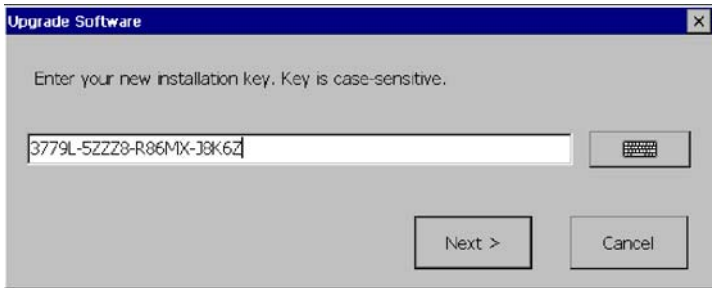 Upgrade Software
Enter your new installation key. Key is case-sensitive.
3779L-5ZZZ8-R86MX-J8K6Z
Next >
Cancel